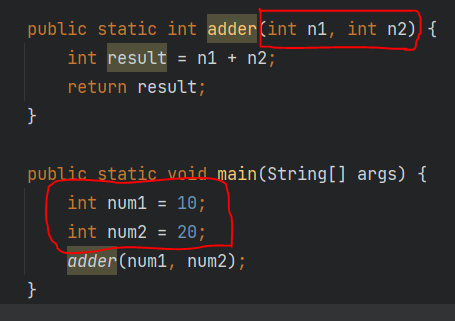 public static int adder(int n1, int n2) {
    int result = n1 + n2;
    return result;
}
public static void main(String[] args) {
    int num1 = 10;
    int num2 = 20;
    adder(num1, num2);
}